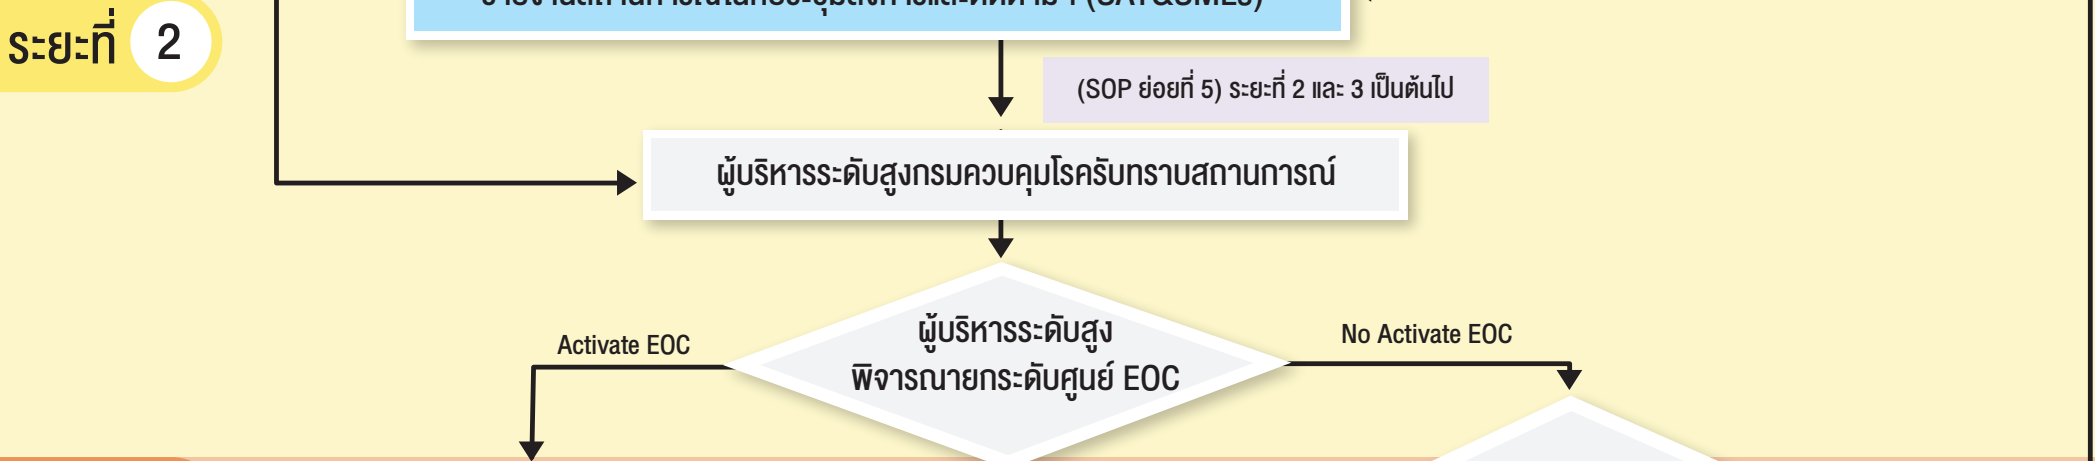 (SAT&SMEs)
ระยะที่ 2
(SOP ย่อยที่ 5) ระยะที่ 2 และ 3 เป็นต้นไป
ผู้บริหารระดับสูงกรมควบคุมโรครับทราบสถานการณ์
Activate EOC
ผู้บริหารระดับสูง
พิจารณายกระดับศูนย์ EOC
No Activate EOC